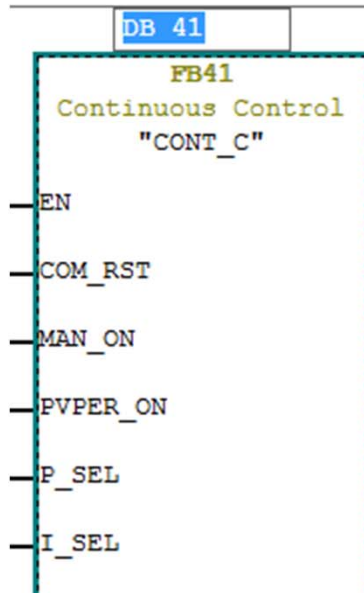 DB 41
FB41
Continuous Control
"CONT_C"
EN
COM_RST
MAN_ON
PVPER_ON
P_SEL
I_SEL